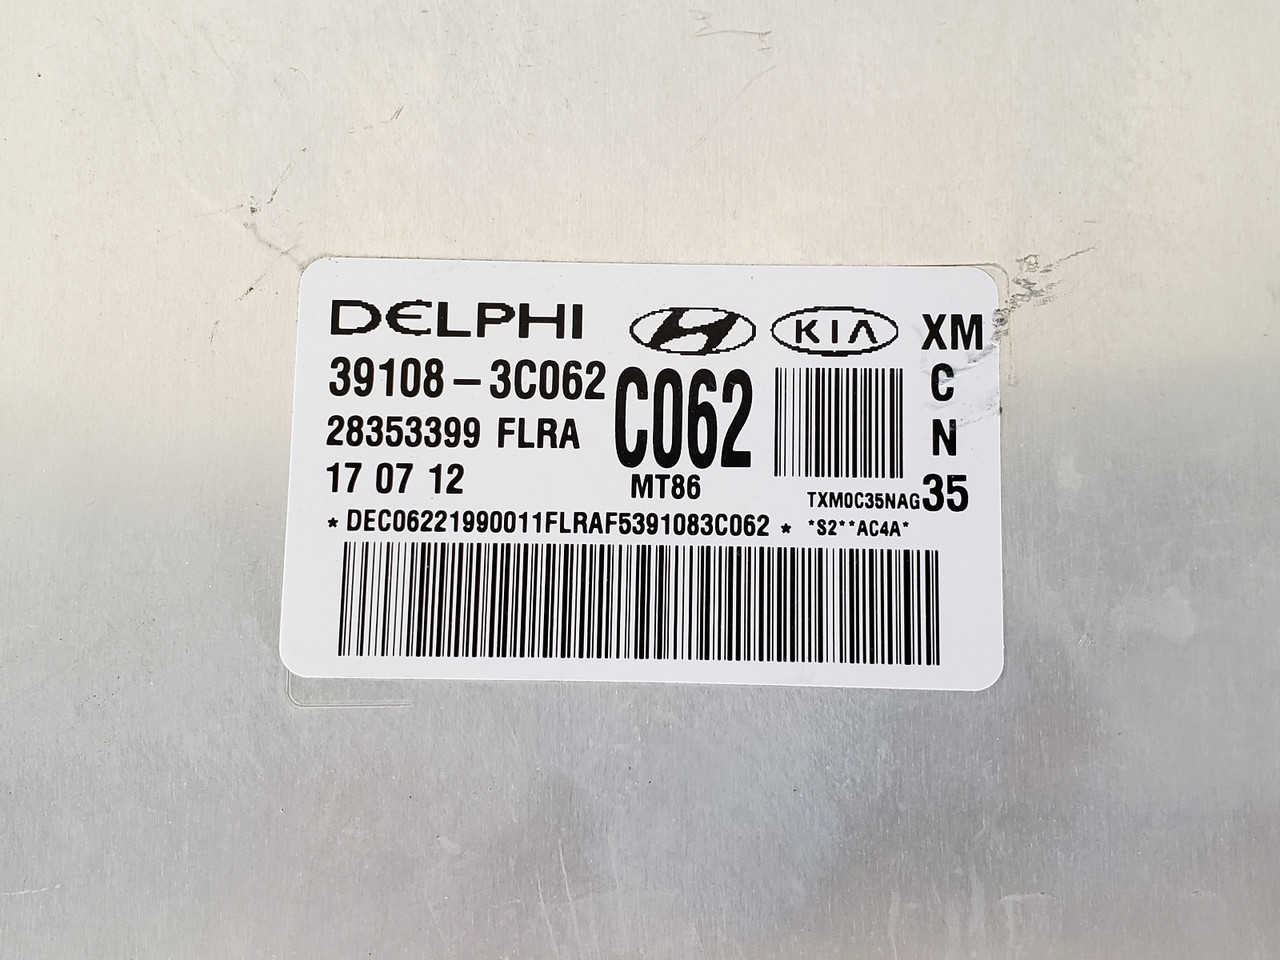 DELPHI KIA XM
39108-3C062 C062 C
28353399 FLRA N
17 07 12 MT86 TXM0C35NAG 35
* DEC06221990011FLRAF5391083C062 * *S2**AC4A*